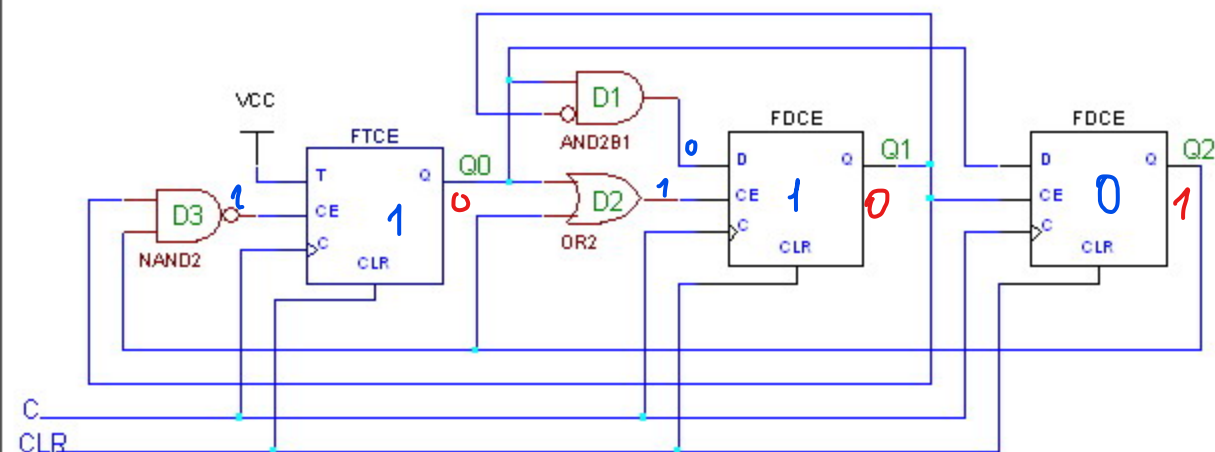 VCC
FTCE
T
Q
Q0
0
D3
1
CE
1
C
CLR
NAND2
D1
AND2B1
0
D2
1
OR2
FDCE
D
Q
Q1
CE
1
0
C
CLR
FDCE
D
Q
Q2
CE
0
1
C
CLR
C
CLR